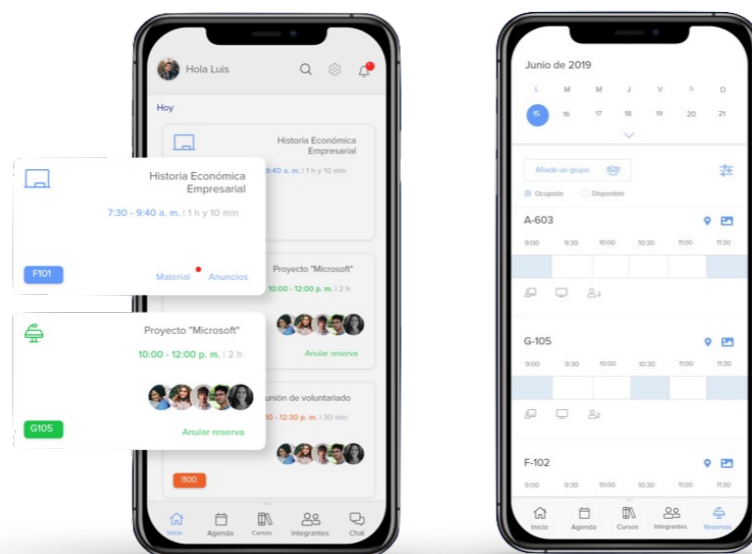 Hola Luis
Hoy
Historia Económica
Empresarial
9:40 a. m. | 1 h y 10 min
Historia Económica
Empresarial
7:30 - 9:40 a. m. | 1 h y 10 min
F101
Material
Anuncios
Proyecto "Microsoft"
10:00 - 12:00 p. m. | 2 h
Anular reserva
Proyecto "Microsoft"
10:00 - 12:00 p. m. | 2 h
Anular reserva
G105
unión de voluntariado
00 - 12:30 p. m. | 30 min
I100
Inicio
Agenda
Cursos
Integrantes
Chat
Junio de 2019
L M M J V S D
15 16 17 18 19 20 21
Añade un grupo
Ocupado
Disponible
A-603
9:00 9:30 10:00 10:30 11:00 11:30
2
G-105
9:00 9:30 10:00 10:30 11:00 11:30
2
F-102
9:00 9:30 10:00 10:30 11:00 11:30
Inicio
Agenda
Cursos
Integrantes
Reservas